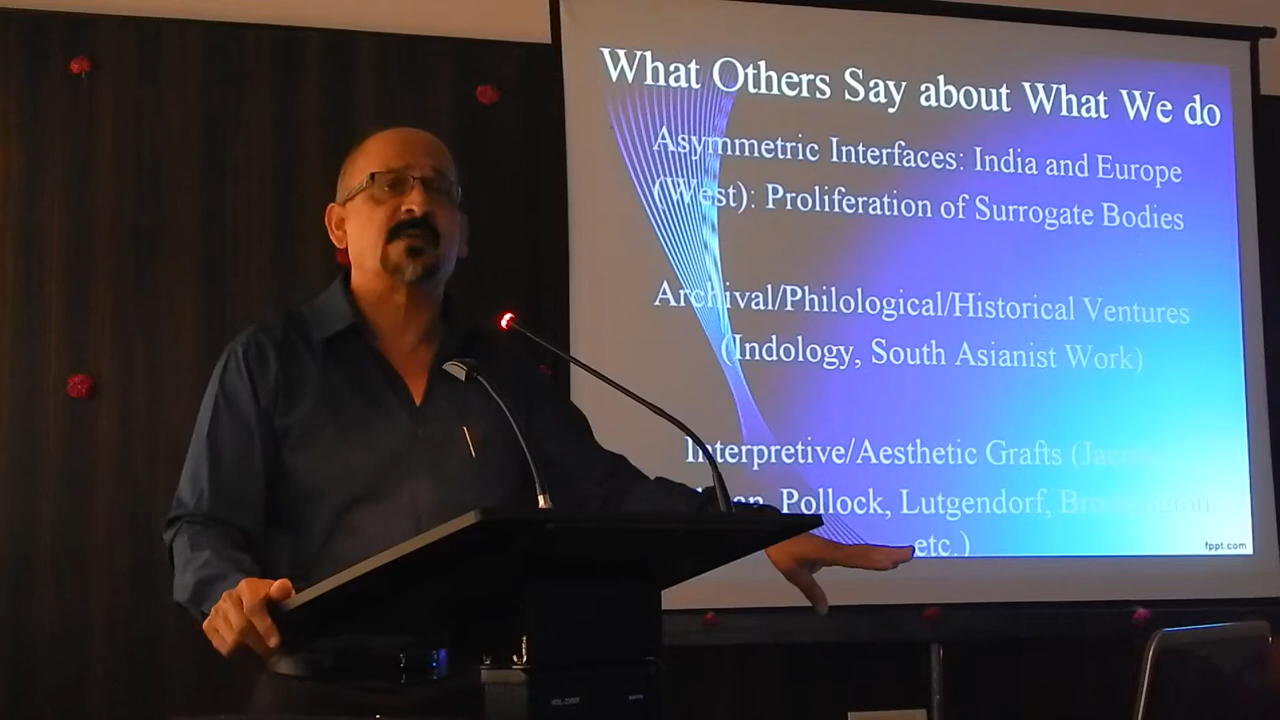 What Others Say about What We do
Asymmetric Interfaces: India and Europe
(West): Proliferation of Surrogate Bodies
Archival/Philological/Historical Ventures
(Indology, South Asianist Work)
Interpretive/Aesthetic Grafts
Pollock, Lutgendorf,
etc.)
fppt.com